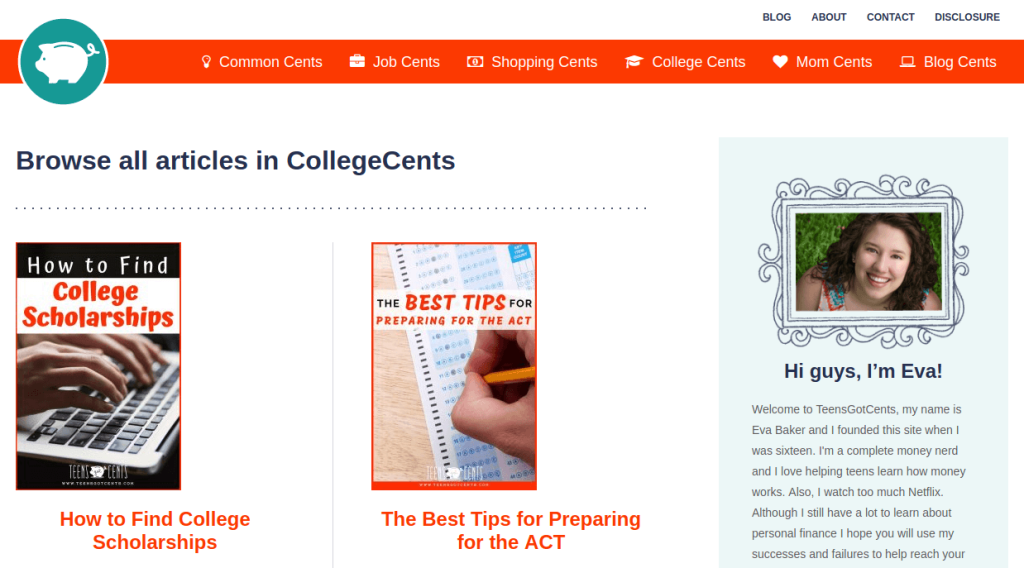 BLOG ABOUT CONTACT DISCLOSURE
Common Cents Job Cents Shopping Cents College Cents Mom Cents Blog Cents
Browse all articles in CollegeCents
How to Find
College
Scholarships
TEENS GOT CENTS
WWW.TEENSGOTCENTS.COM
How to Find College
Scholarships
THE BEST TIPS FOR
PREPARING FOR THE ACT
TEENS GOT CENTS
WWW.TEENSGOTCENTS.COM
The Best Tips for Preparing
for the ACT
Hi guys, I’m Eva!
Welcome to TeensGotCents, my name is
Eva Baker and I founded this site when I
was sixteen. I'm a complete money nerd
and I love helping teens learn how money
works. Also, I watch too much Netflix.
Although I still have a lot to learn about
personal finance I hope you will use my
successes and failures to help reach your